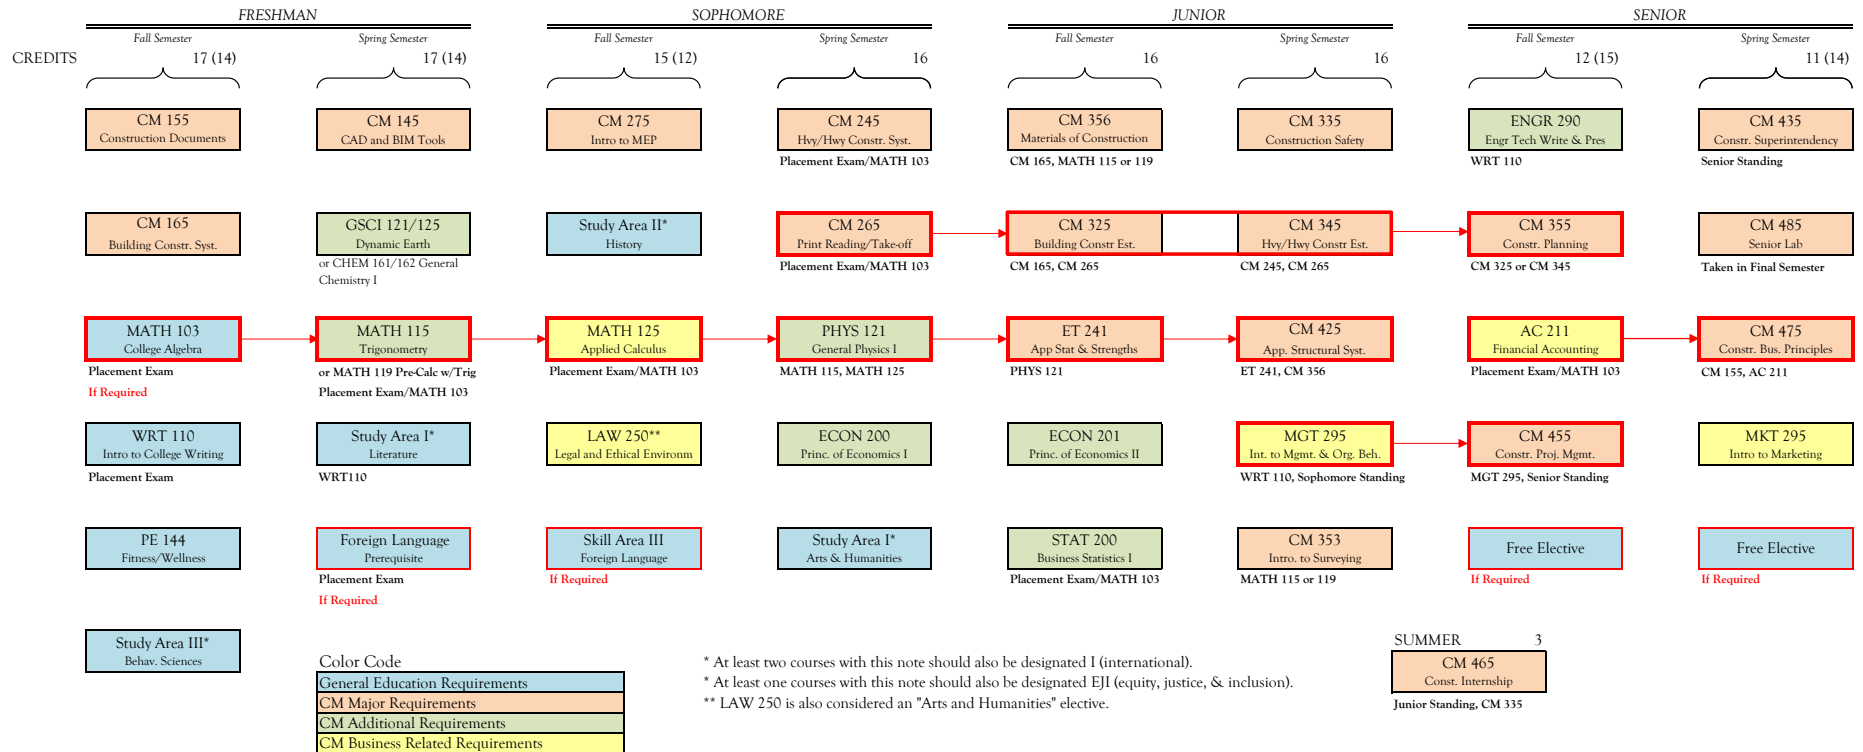 FRESHMAN SOPHOMORE JUNIOR SENIOR
Fall Semester Spring Semester Fall Semester Spring Semester Fall Semester Spring Semester Fall Semester Spring Semester
CREDITS 17 (14) 17 (14) 15 (12) 16 16 16 12 (15) 11 (14)
CM 155 CM 145 CM 275 CM 245 CM 356 CM 335 ENGR 290 CM 435
Construction Documents CAD and BIM Tools Intro to MEP Hvy/Hwy Constr. Syst. Materials of Construction Construction Safety Engr Tech Write & Pres Constr. Superintendency
Placement Exam/MATH 103 CM 165, MATH 115 or 119 WRT 110 Senior Standing
CM 165 GSCI 121/125 Study Area II* CM 265 CM 325 CM 345 CM 355 CM 485
Building Constr. Syst. Dynamic Earth History Print Reading/Take-off Building Constr Est. Hvy/Hwy Constr Est. Constr. Planning Senior Lab
or CHEM 161/162 General Placement Exam/MATH 103 CM 165, CM 265 CM 245, CM 265 CM 325 or CM 345 Taken in Final Semester
Chemistry I
MATH 103 MATH 115 MATH 125 PHYS 121 ET 241 CM 425 AC 211 CM 475
College Algebra Trigonometry Applied Calculus General Physics I App Stat & Strengths App. Structural Syst. Financial Accounting Constr. Bus. Principles
Placement Exam or MATH 119 Pre-Calc w/Trig Placement Exam/MATH 103 MATH 115, MATH 125 PHYS 121 ET 241, CM 356 Placement Exam/MATH 103 CM 155, AC 211
If Required Placement Exam/MATH 103
WRT 110 Study Area I* LAW 250** ECON 200 ECON 201 MGT 295 CM 455 MKT 295
Intro to College Writing Literature Legal and Ethical Environm Princ. of Economics I Princ. of Economics II Int. to Mgmt. & Org. Beh. Constr. Proj. Mgmt. Intro to Marketing
Placement Exam WRT110 WRT 110, Sophomore Standing MGT 295, Senior Standing
PE 144 Foreign Language Skill Area III Study Area I* STAT 200 CM 353 Free Elective Free Elective
Fitness/Wellness Prerequisite Foreign Language Arts & Humanities Business Statistics I Intro. to Surveying
Placement Exam If Required Placement Exam/MATH 103 MATH 115 or 119 If Required If Required
If Required
Study Area III*
Behav. Sciences
SUMMER 3
CM 465
Const. Internship
Junior Standing, CM 335
Color Code
General Education Requirements
CM Major Requirements
CM Additional Requirements
CM Business Related Requirements
* At least two courses with this note should also be designated I (international).
* At least one courses with this note should also be designated EJI (equity, justice, & inclusion).
** LAW 250 is also considered an "Arts and Humanities" elective.